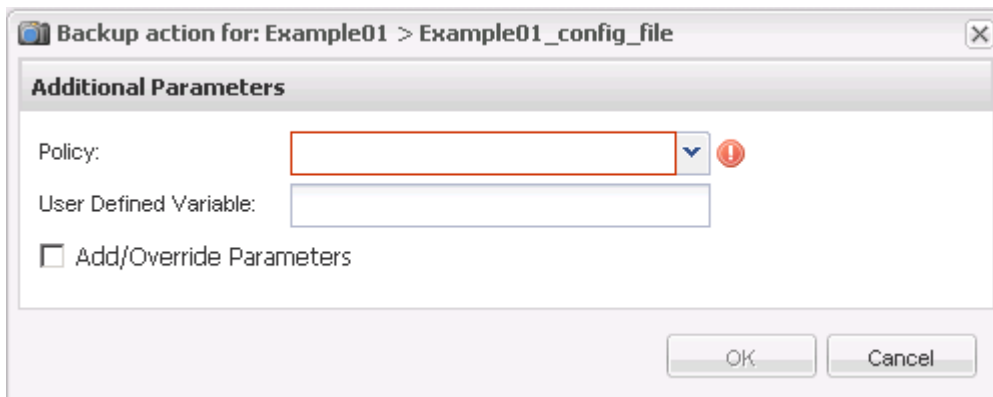 Backup action for: Example01 > Example01_config_file
Additional Parameters
Policy:
User Defined Variable:
Add/Override Parameters
OK Cancel